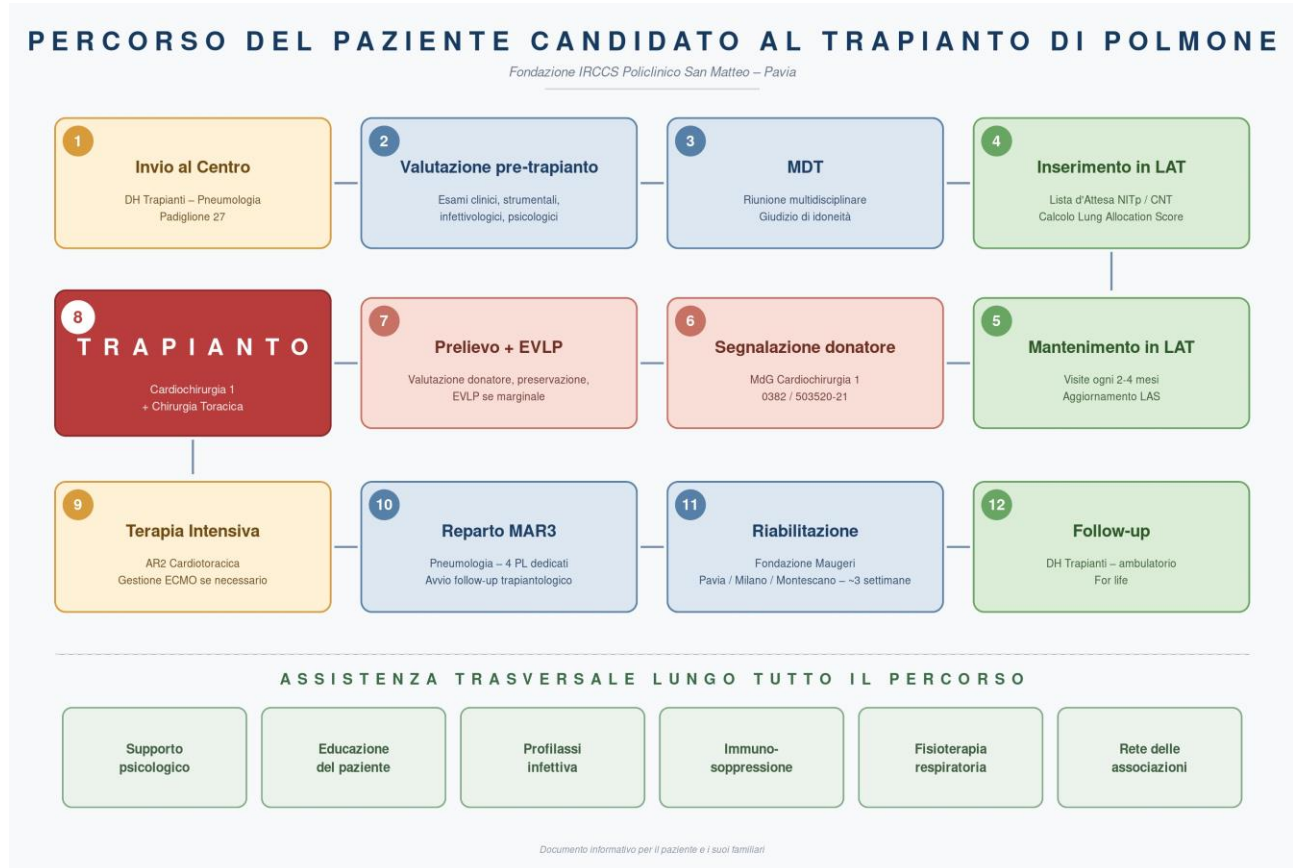 PERCORSO DEL PAZIENTE CANDIDATO AL TRAPIANTO DI POLMONE
Fondazione IRCCS Policlinico San Matteo – Pavia
1
Invio al Centro
DH Trapianti – Pneumologia
Padiglione 27
2
Valutazione pre-trapianto
Esami clinici, strumentali,
infettivologici, psicologici
3
MDT
Riunione multidisciplinare
Giudizio di idoneità
4
Inserimento in LAT
Lista d'Attesa NITp / CNT
Calcolo Lung Allocation Score
5
Mantenimento in LAT
Visite ogni 2-4 mesi
Aggiornamento LAS
6
Segnalazione donatore
MdG Cardiochirurgia 1
0382 / 503520-21
7
Prelievo + EVLP
Valutazione donatore, preservazione,
EVLP se marginale
8
TRAPIANTO
Cardiochirurgia 1
+ Chirurgia Toracica
9
Terapia Intensiva
AR2 Cardiotoracica
Gestione ECMO se necessario
10
Reparto MAR3
Pneumologia – 4 PL dedicati
Avvio follow-up trapiantologico
11
Riabilitazione
Fondazione Maugeri
Pavia / Milano / Montescano – ~3 settimane
12
Follow-up
DH Trapianti – ambulatorio
For life
ASSISTENZA TRASVERSALE LUNGO TUTTO IL PERCORSO
Supporto
psicologico
Educazione
del paziente
Profilassi
infettiva
Immuno-
soppressione
Fisioterapia
respiratoria
Rete delle
associazioni
Documento informativo per il paziente e i suoi familiari